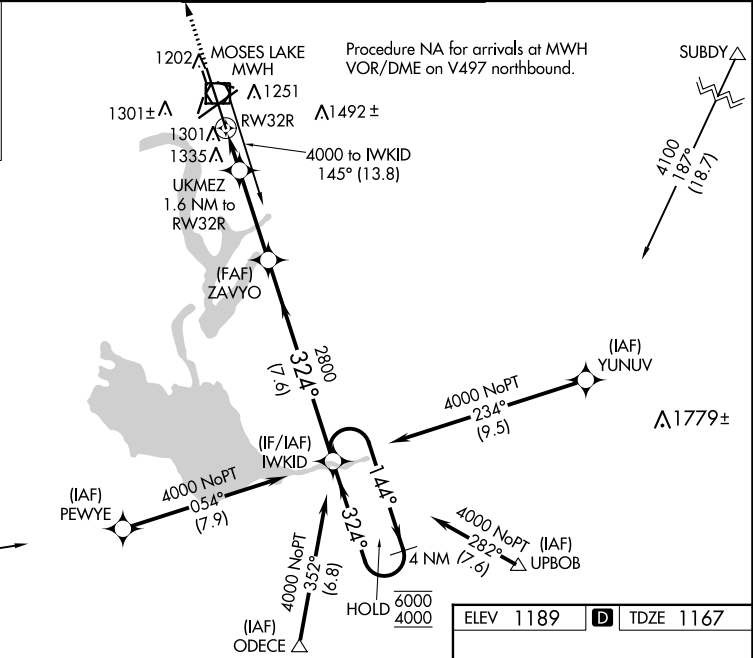 1202
MOSES LAKE
MWH
Procedure NA for arrivals at MWH
VOR/DME on V497 northbound.
SUBDY
1301±
1251
1492±
RW32R
1301
1335
4000 to IWKID
145° (13.8)
4100
187°
(18.7)
UKMEZ
1.6 NM to
RW32R
(FAF)
ZAVYO
2800
324°
(7.6)
(IAF)
YUNUV
4000 NoPT
234°
(9.5)
1779±
(IF/IAF)
IWKID
144°
324°
4 NM
HOLD 6000
4000
(IAF)
PEWYE
4000 NoPT
054°
(7.9)
4000 NoPT
352°
(6.8)
(IAF)
ODECE
4000 NoPT
282°
(7.6)
(IAF)
UPBOB
ELEV 1189 D TDZE 1167